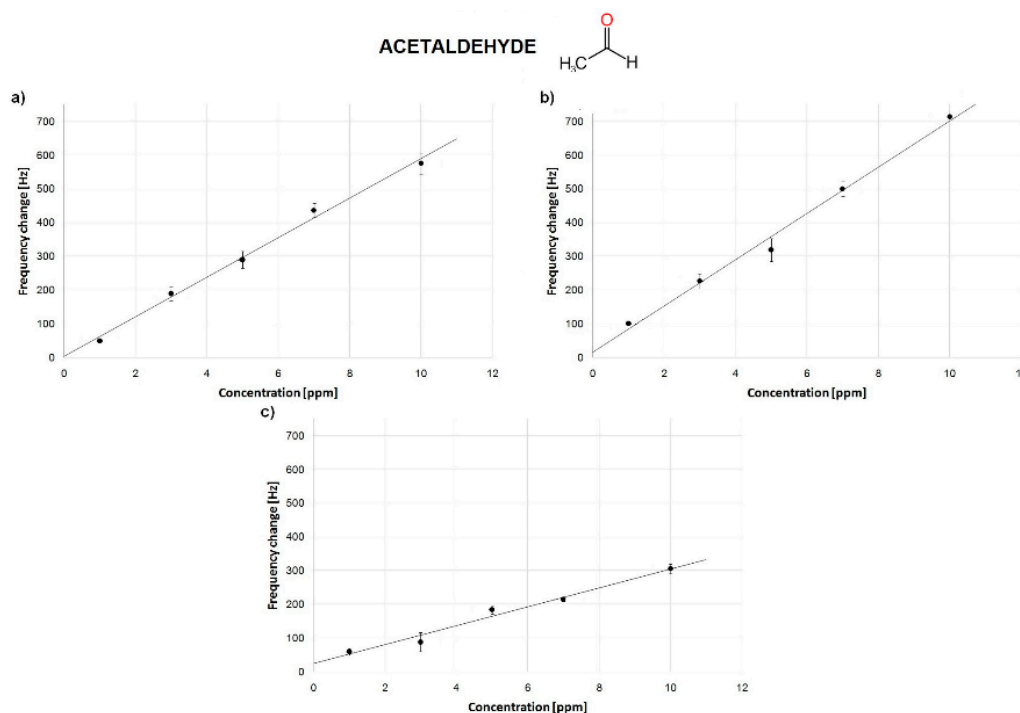 ACETALDEHYDE
O
H₃C H
a)
Frequency change [Hz]
700
600
500
400
300
200
100
0
0 2 4 6 8 10 12
Concentration [ppm]
b)
Frequency change [Hz]
700
600
500
400
300
200
100
0
0 2 4 6 8 10
Concentration [ppm]
c)
Frequency change [Hz]
700
600
500
400
300
200
100
0
0 2 4 6 8 10 12
Concentration [ppm]